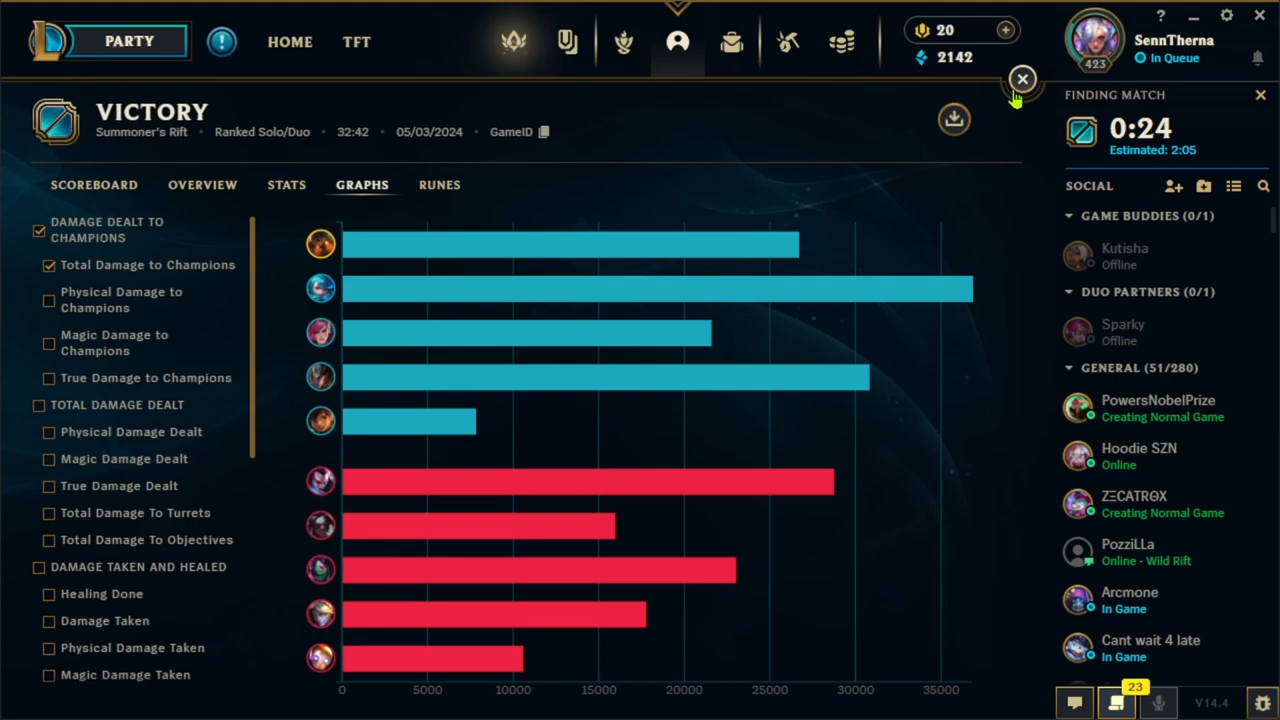 PARTY
HOME
TFT
20
2142
423
SennTherna
In Queue
VICTORY
Summoner's Rift • Ranked Solo/Duo • 32:42 • 05/03/2024 • GameID
FINDING MATCH
0:24
Estimated: 2:05
SCOREBOARD
OVERVIEW
STATS
GRAPHS
RUNES
DAMAGE DEALT TO
CHAMPIONS
Total Damage to Champions
Physical Damage to
Champions
Magic Damage to
Champions
True Damage to Champions
TOTAL DAMAGE DEALT
Physical Damage Dealt
Magic Damage Dealt
True Damage Dealt
Total Damage To Turrets
Total Damage To Objectives
DAMAGE TAKEN AND HEALED
Healing Done
Damage Taken
Physical Damage Taken
Magic Damage Taken
0
5000
10000
15000
20000
25000
30000
35000
SOCIAL
GAME BUDDIES (0/1)
Kutisha
Offline
DUO PARTNERS (0/1)
Sparky
Offline
GENERAL (51/280)
PowersNobelPrize
Creating Normal Game
Hoodie SZN
Online
ZΞCATRΘX
Creating Normal Game
PozziLLa
Online - Wild Rift
Arcmone
In Game
Cant wait 4 late
In Game
23
V14.4